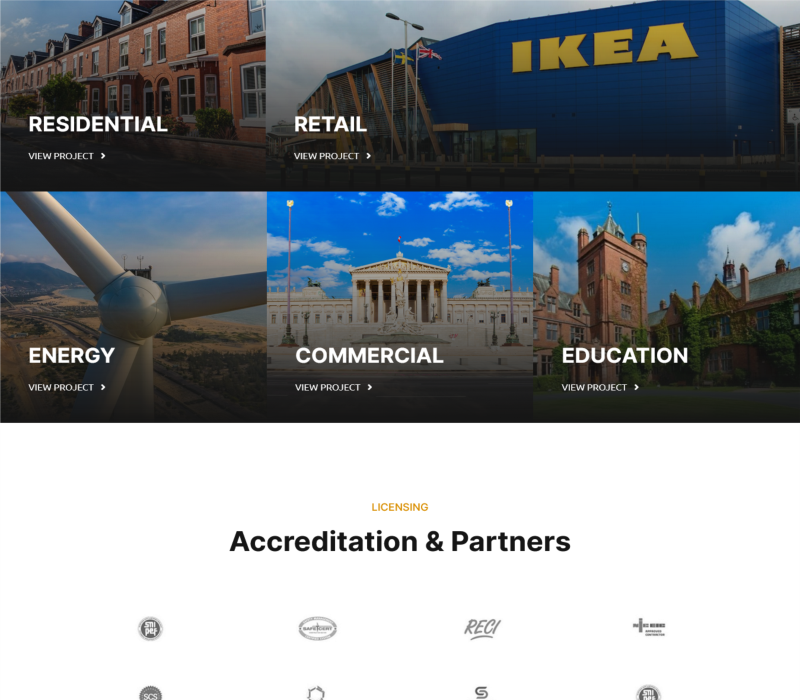 IKEA
RESIDENTIAL
VIEW PROJECT
RETAIL
VIEW PROJECT
ENERGY
VIEW PROJECT
COMMERCIAL
VIEW PROJECT
EDUCATION
VIEW PROJECT
LICENSING
Accreditation & Partners
RECI
SCS